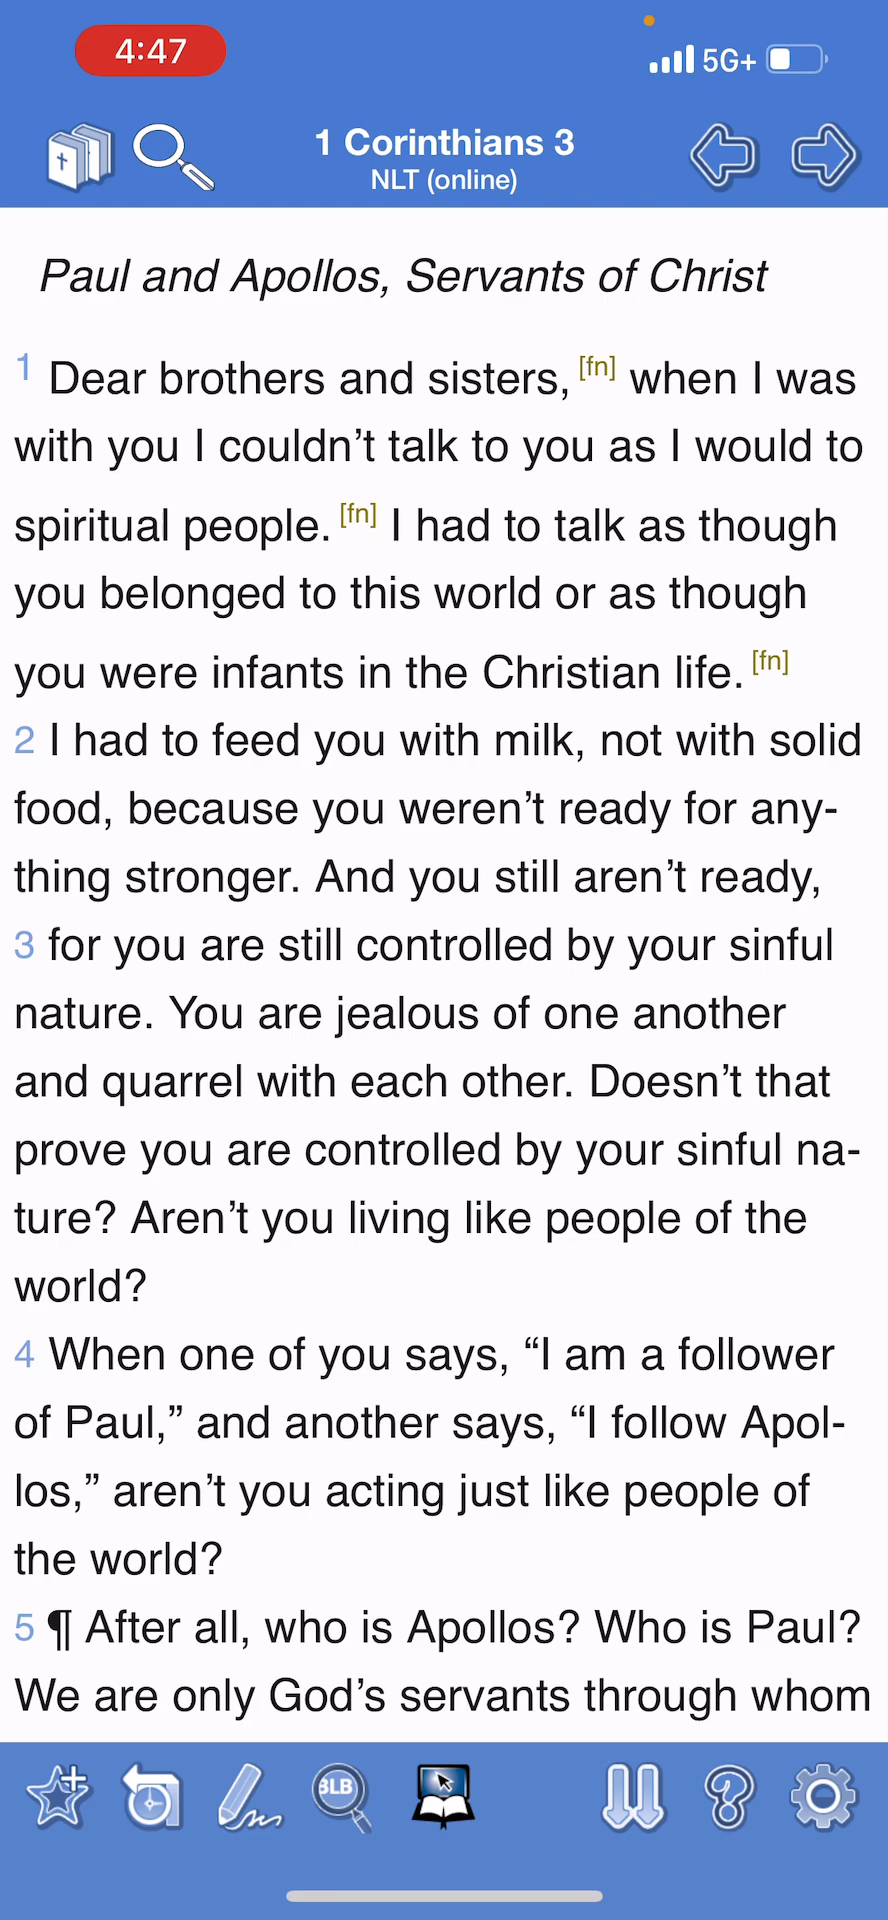 4:47
5G+
1 Corinthians 3
NLT (online)
Paul and Apollos, Servants of Christ
1 Dear brothers and sisters, [fn] when I was
with you I couldn’t talk to you as I would to
spiritual people. [fn] I had to talk as though
you belonged to this world or as though
you were infants in the Christian life. [fn]
2 I had to feed you with milk, not with solid
food, because you weren’t ready for any-
thing stronger. And you still aren’t ready,
3 for you are still controlled by your sinful
nature. You are jealous of one another
and quarrel with each other. Doesn’t that
prove you are controlled by your sinful na-
ture? Aren’t you living like people of the
world?
4 When one of you says, “I am a follower
of Paul,” and another says, “I follow Apol-
los,” aren’t you acting just like people of
the world?
5 ¶ After all, who is Apollos? Who is Paul?
We are only God’s servants through whom
BLB